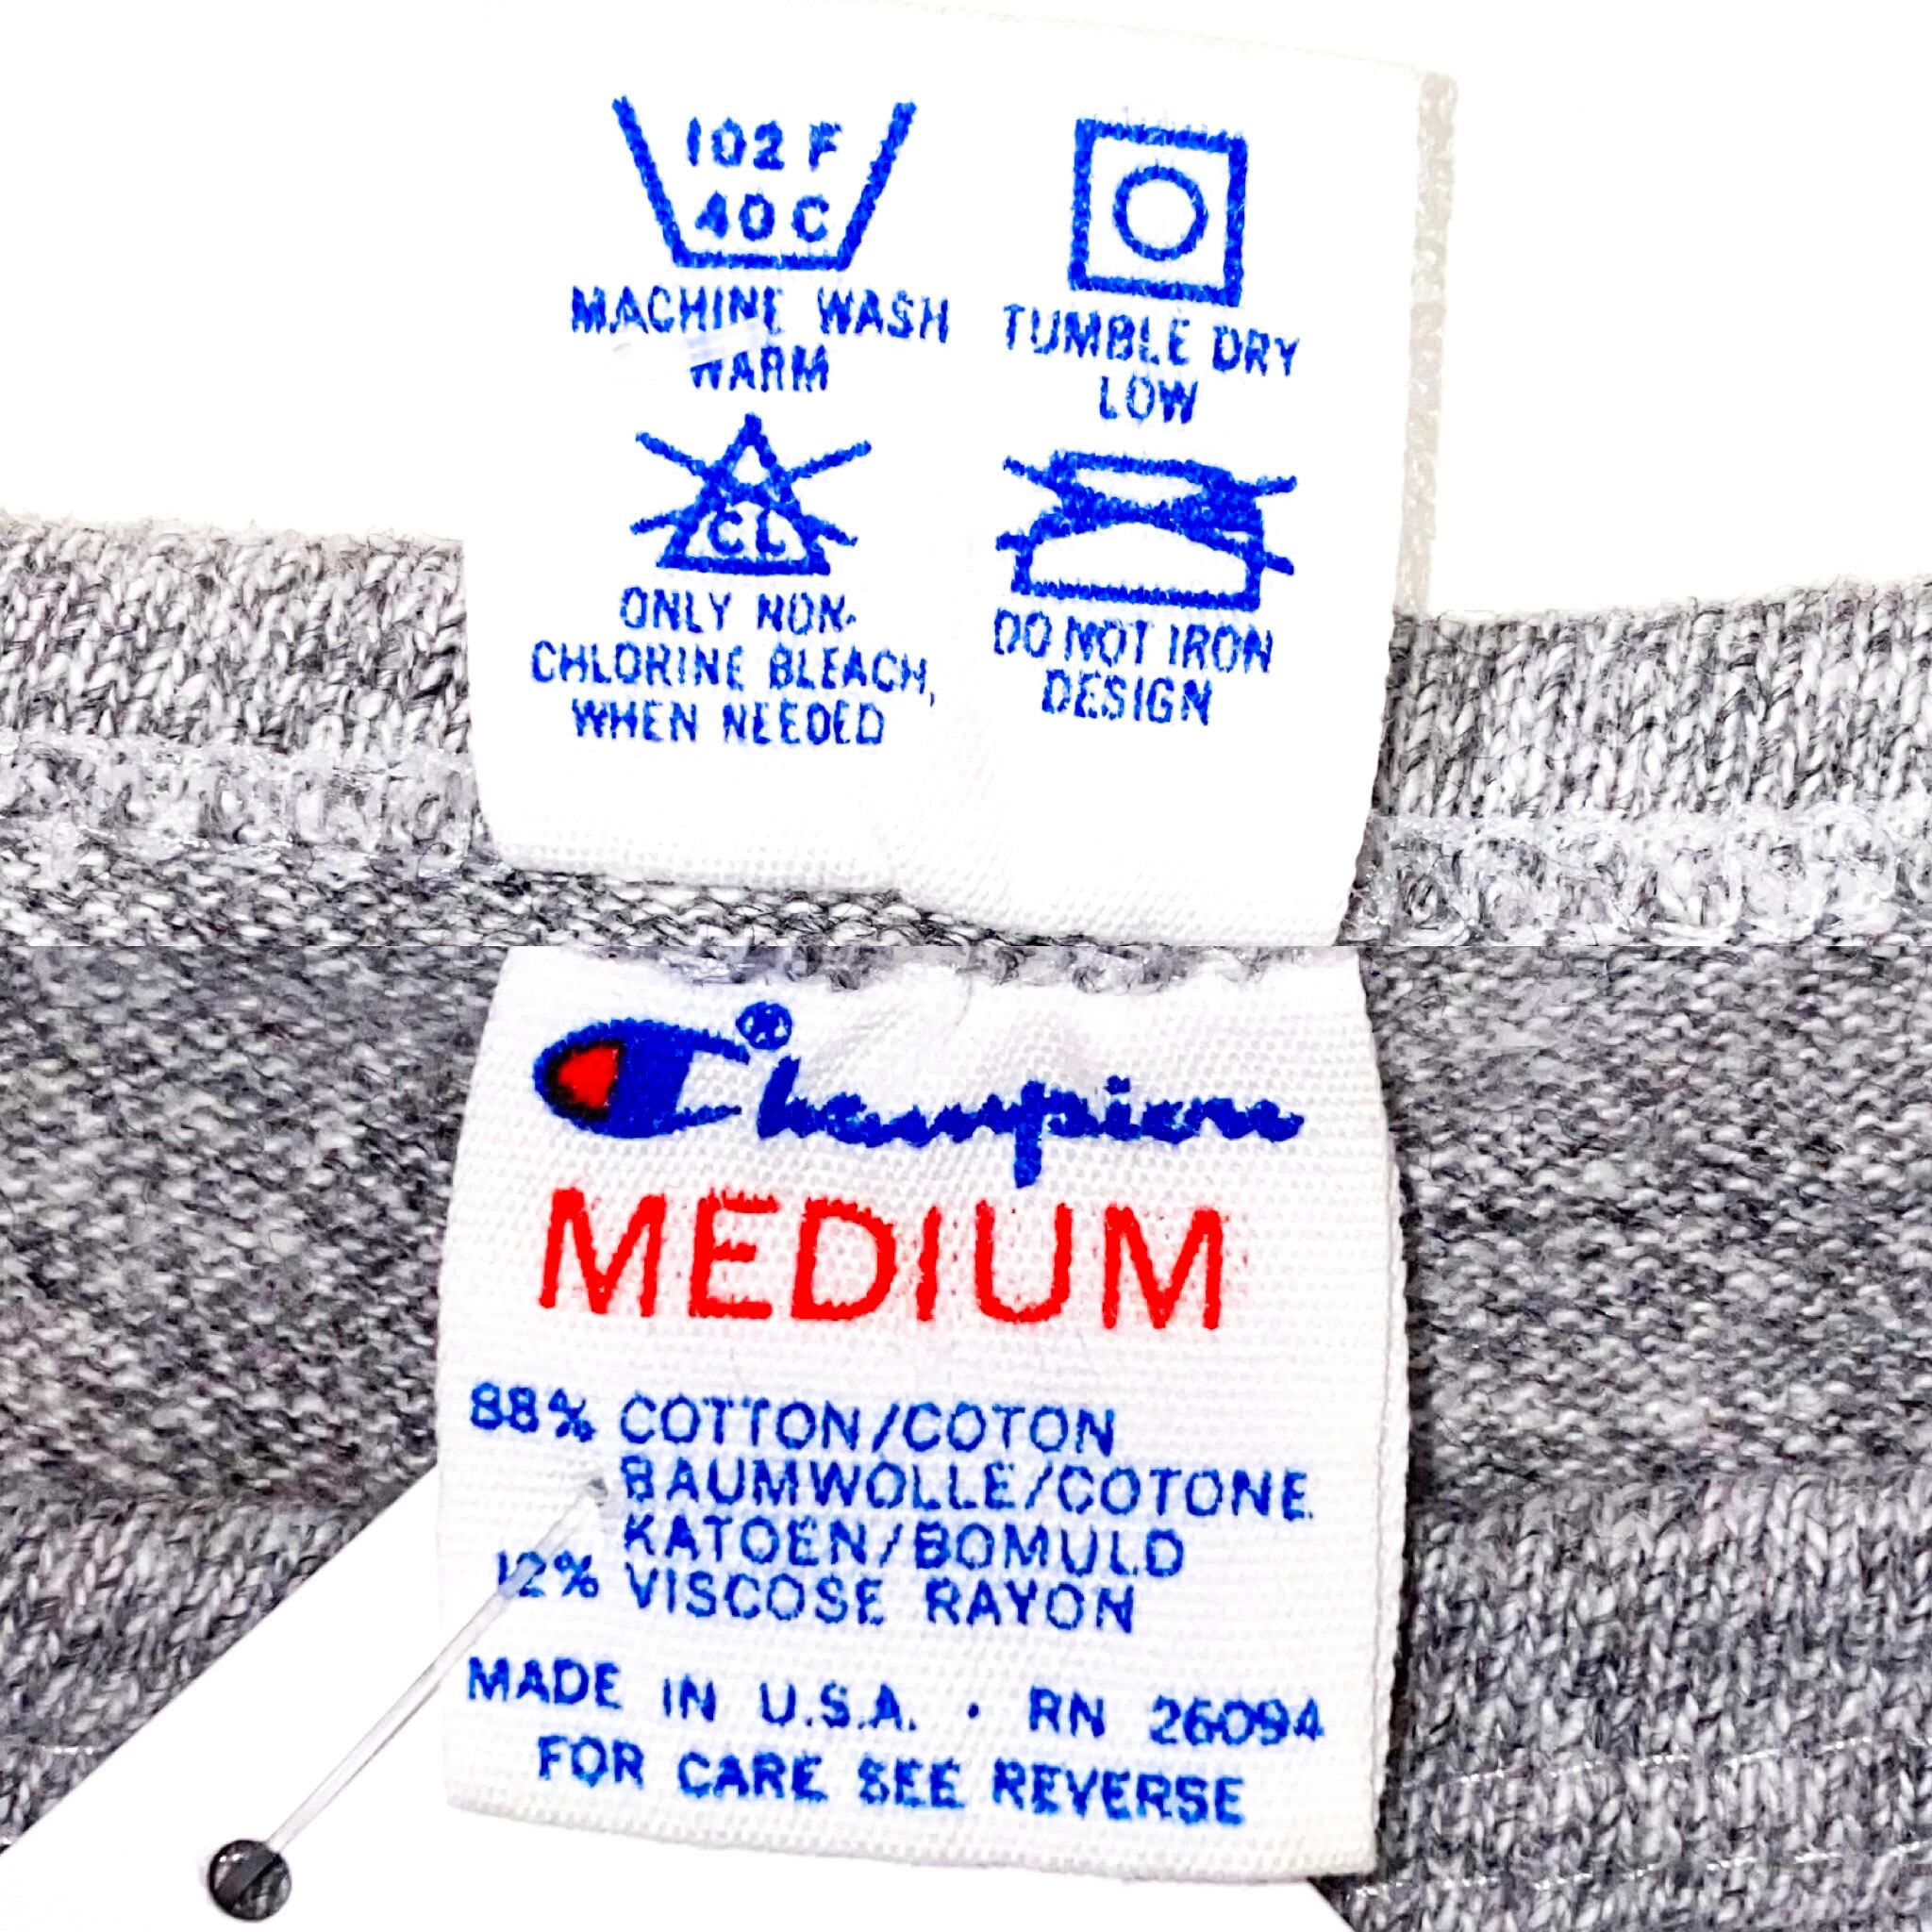 102 F
40 C
MACHINE WASH
WARM
TUMBLE DRY
LOW
CL
ONLY NON-
CHLORINE BLEACH,
WHEN NEEDED
DO NOT IRON
DESIGN
Champion®
MEDIUM
88% COTTON/COTON
BAUMWOLLE/COTONE
KATOEN/BOMULD
12% VISCOSE RAYON
MADE IN U.S.A. · RN 26094
FOR CARE SEE REVERSE